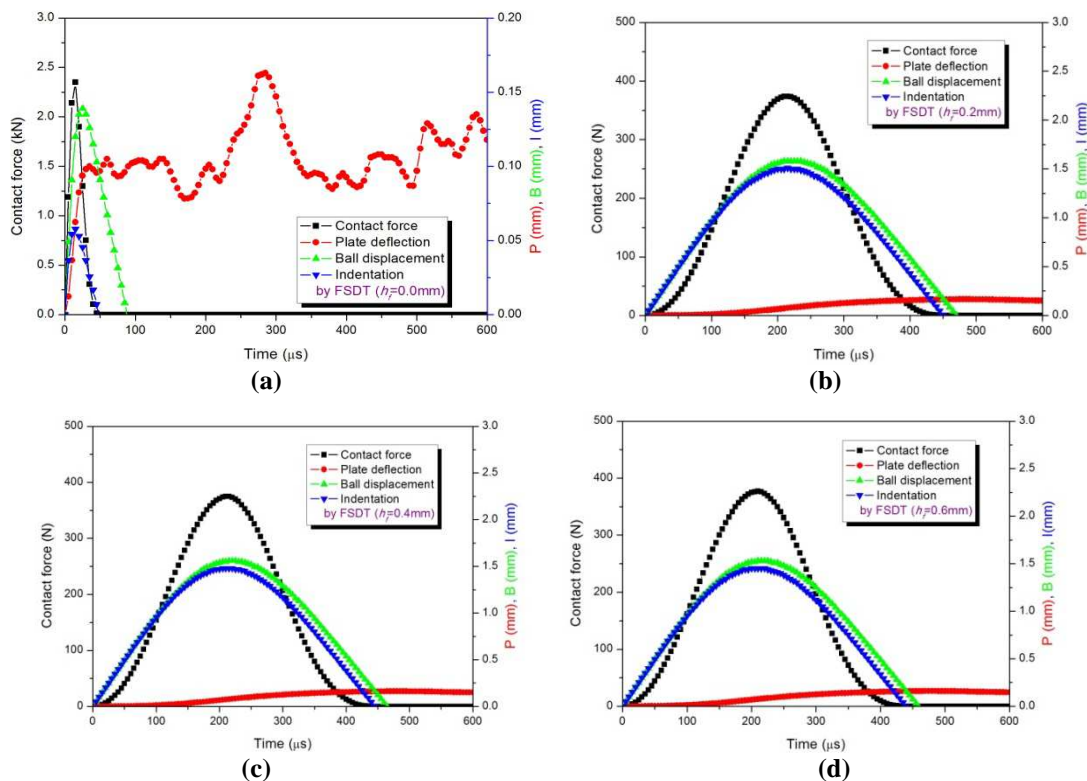 3.0
2.5
2.0
1.5
1.0
0.5
0.0
Contact force (kN)
0.20
0.15
0.10
0.05
0.00
P (mm), B (mm), I (mm)
Contact force
Plate deflection
Ball displacement
Indentation
by FSDT (hf=0.0mm)
0 100 200 300 400 500 600
Time (μs)
(a)
500
400
300
200
100
0
Contact force (N)
3.0
2.5
2.0
1.5
1.0
0.5
0.0
P (mm), B (mm), I (mm)
Contact force
Plate deflection
Ball displacement
Indentation
by FSDT (hf=0.2mm)
0 100 200 300 400 500 600
Time (μs)
(b)
500
400
300
200
100
0
Contact force (N)
3.0
2.5
2.0
1.5
1.0
0.5
0.0
P (mm), B (mm), I (mm)
Contact force
Plate deflection
Ball displacement
Indentation
by FSDT (hf=0.4mm)
0 100 200 300 400 500 600
Time (μs)
(c)
500
400
300
200
100
0
Contact force (N)
3.0
2.5
2.0
1.5
1.0
0.5
0.0
P (mm), B (mm), I (mm)
Contact force
Plate deflection
Ball displacement
Indentation
by FSDT (hf=0.6mm)
0 100 200 300 400 500 600
Time (μs)
(d)